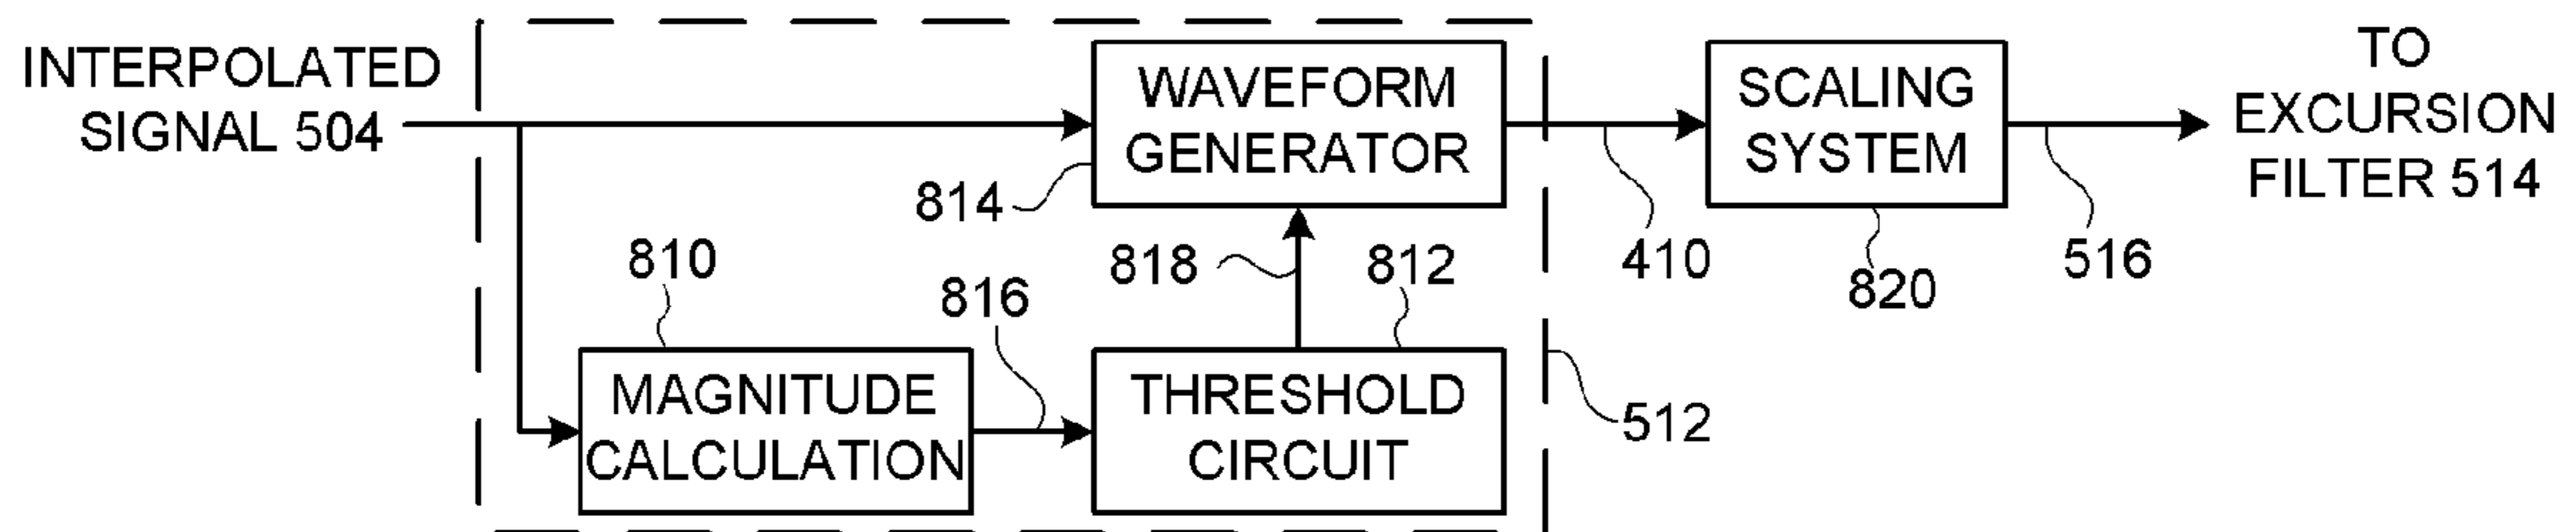 INTERPOLATED
SIGNAL 504
WAVEFORM
GENERATOR
814
SCALING
SYSTEM
TO
EXCURSION
FILTER 514
810
816
818
812
410
820
516
MAGNITUDE
CALCULATION
THRESHOLD
CIRCUIT
512